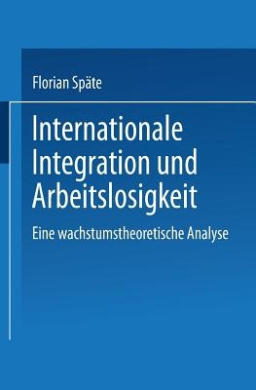 Florian Späte
Internationale
Integration und
Arbeitslosigkeit
Eine wachstumstheoretische Analyse